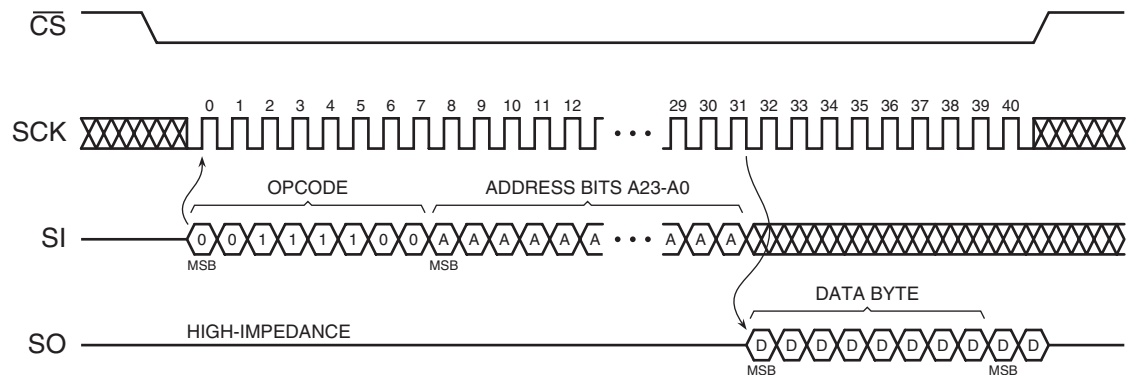 CS
0 1 2 3 4 5 6 7 8 9 10 11 12 29 30 31 32 33 34 35 36 37 38 39 40
SCK
OPCODE ADDRESS BITS A23-A0
SI 0 0 1 1 1 1 0 0 A A A A A A A A A
MSB MSB
DATA BYTE
HIGH-IMPEDANCE
SO D D D D D D D D D D
MSB MSB